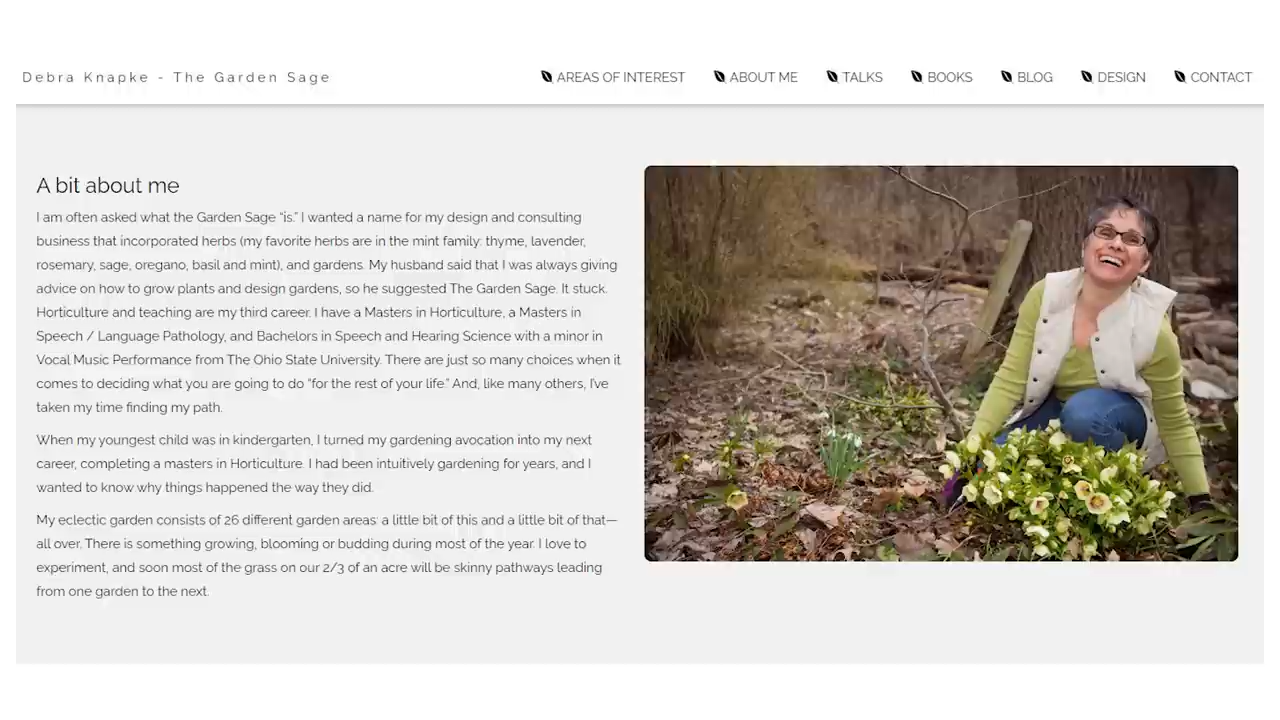 Debra Knapke - The Garden Sage
AREAS OF INTEREST
ABOUT ME
TALKS
BOOKS
BLOG
DESIGN
CONTACT
A bit about me
I am often asked what the Garden Sage “is.” I wanted a name for my design and consulting
business that incorporated herbs (my favorite herbs are in the mint family: thyme, lavender,
rosemary, sage, oregano, basil and mint), and gardens. My husband said that I was always giving
advice on how to grow plants and design gardens, so he suggested The Garden Sage. It stuck.
Horticulture and teaching are my third career. I have a Masters in Horticulture, a Masters in
Speech / Language Pathology, and Bachelors in Speech and Hearing Science with a minor in
Vocal Music Performance from The Ohio State University. There are just so many choices when it
comes to deciding what you are going to do “for the rest of your life.” And, like many others, I’ve
taken my time finding my path.
When my youngest child was in kindergarten, I turned my gardening avocation into my next
career, completing a masters in Horticulture. I had been intuitively gardening for years, and I
wanted to know why things happened the way they did.
My eclectic garden consists of 26 different garden areas: a little bit of this and a little bit of that—
all over. There is something growing, blooming or budding during most of the year. I love to
experiment, and soon most of the grass on our 2/3 of an acre will be skinny pathways leading
from one garden to the next.